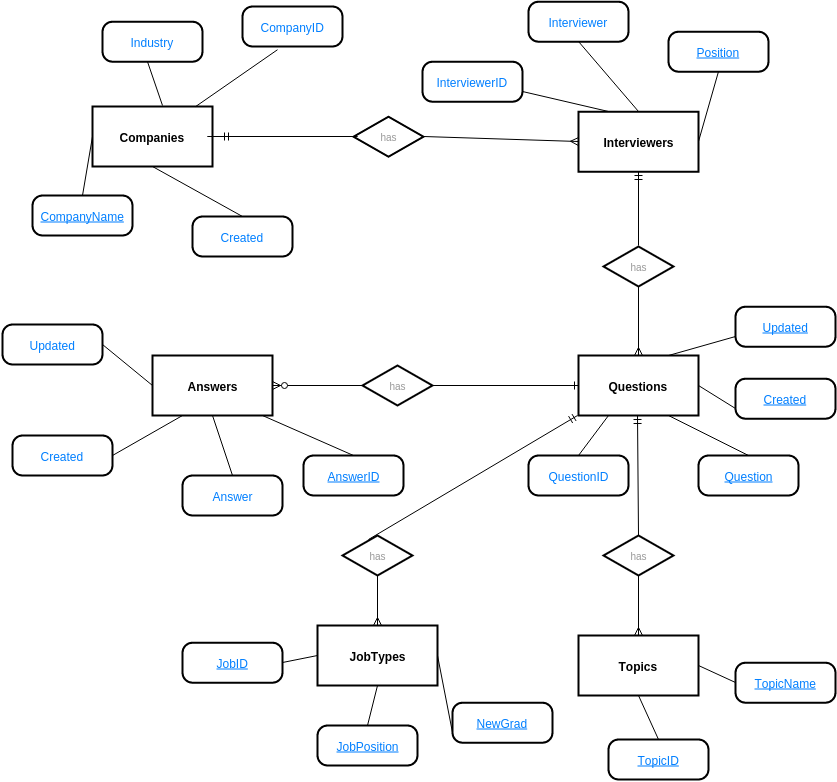 Interviewer
CompanyID
Industry
Position
InterviewerID
Companies
has
Interviewers
CompanyName
Created
has
Updated
Updated
Answers
has
Questions
Created
Created
AnswerID
QuestionID
Question
Answer
has
has
JobTypes
Topics
JobID
TopicName
NewGrad
JobPosition
TopicID